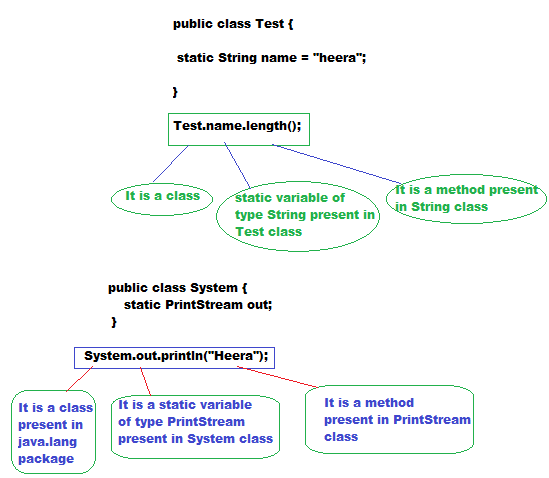 public class Test {
static String name = "heera";
}
Test.name.length();
It is a class
static variable of
type String present in
Test class
It is a method present
in String class
public class System {
static PrintStream out;
}
System.out.println("Heera");
It is a class
present in
java.lang
package
It is a static variable
of type PrintStream
present in System class
It is a method
present in PrintStream
class